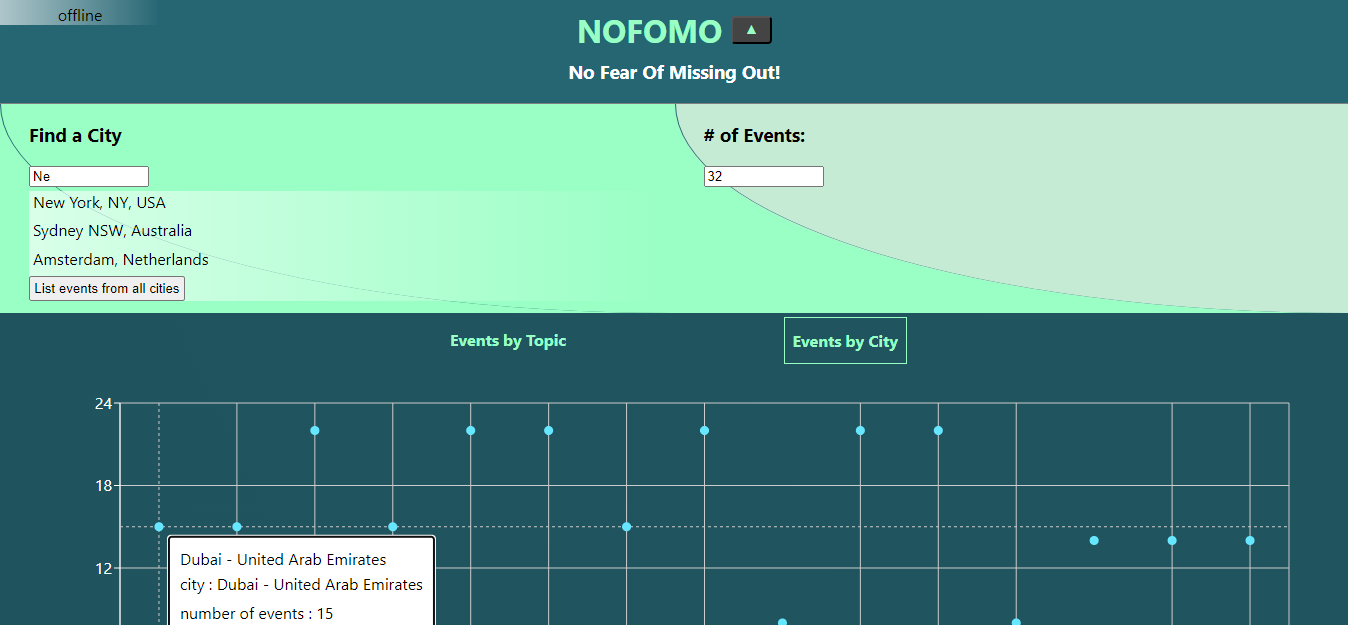 offline
NOFOMO ▲
No Fear Of Missing Out!
Find a City
Ne
New York, NY, USA
Sydney NSW, Australia
Amsterdam, Netherlands
List events from all cities
# of Events:
32
Events by Topic
Events by City
24
18
12
Dubai - United Arab Emirates
city : Dubai - United Arab Emirates
number of events : 15